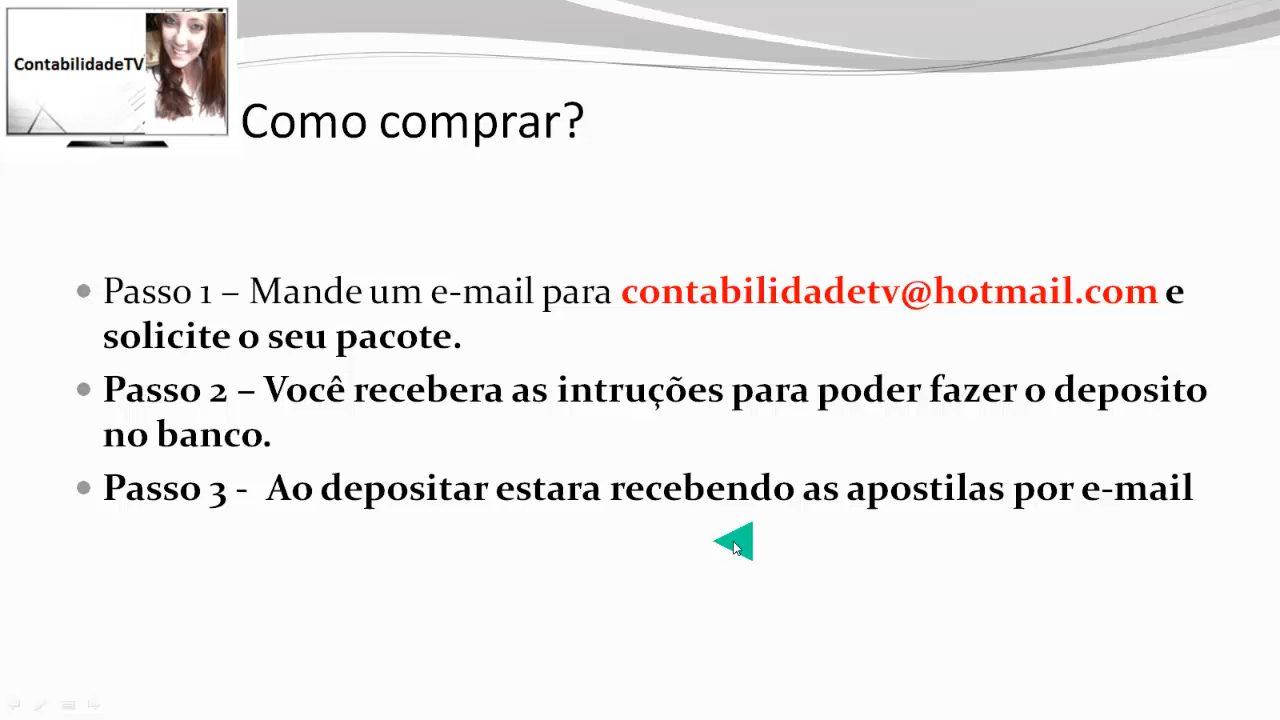 ContabilidadeTV
Como comprar?
Passo 1 – Mande um e-mail para contabilidadetv@hotmail.com e
solicite o seu pacote.
Passo 2 – Você recebera as intruções para poder fazer o deposito
no banco.
Passo 3 - Ao depositar estara recebendo as apostilas por e-mail